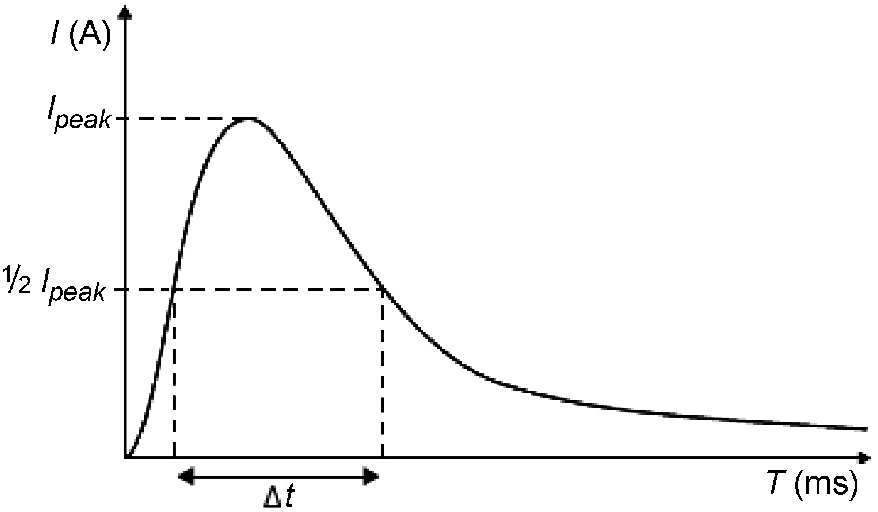 I (A)
Ipeak
½ Ipeak
Δt
T (ms)